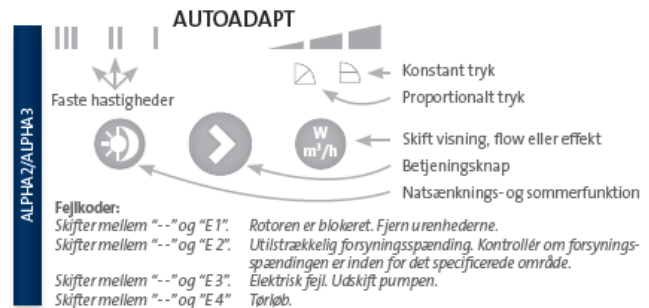 AUTOADAPT
III II I
Konstant tryk
Proportionalt tryk
Faste hastigheder
W
m³/h
Skift visning, flow eller effekt
Betjeningsknap
Natsænknings- og sommerfunktion
ALPHA2/ALPHA3
Fejlkoder:
Skifter mellem “- -” og “E 1”. Rotoren er blokeret. Fjern urenhederne.
Skifter mellem “- -” og “E 2”. Utilstrækkelig forsyningsspænding. Kontrollér om forsynings-
spændingen er inden for det specificerede område.
Skifter mellem “- -” og “E 3”. Elektrisk fejl. Udskift pumpen.
Skifter mellem “- -” og “E 4” Tørløb.